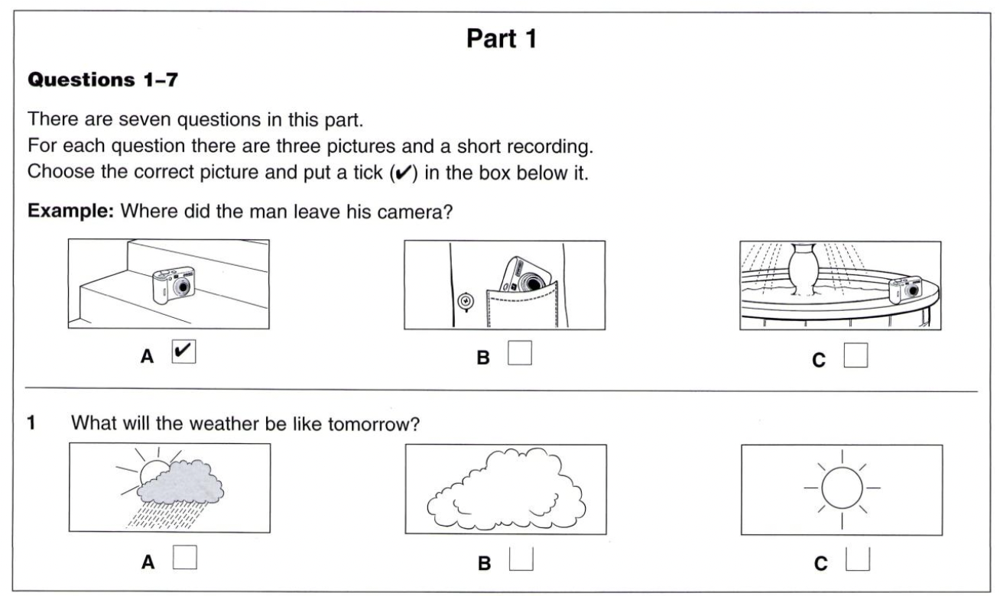 Part 1
Questions 1–7
There are seven questions in this part.
For each question there are three pictures and a short recording.
Choose the correct picture and put a tick (✔) in the box below it.
Example: Where did the man leave his camera?
A ✔ B C
1 What will the weather be like tomorrow?
A B C